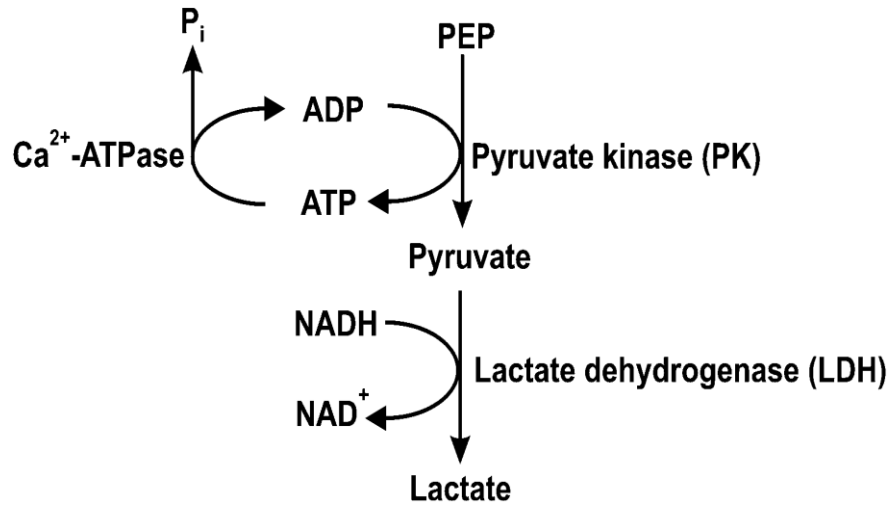 Pᵢ
PEP
ADP
Ca²⁺-ATPase
Pyruvate kinase (PK)
ATP
Pyruvate
NADH
Lactate dehydrogenase (LDH)
NAD⁺
Lactate